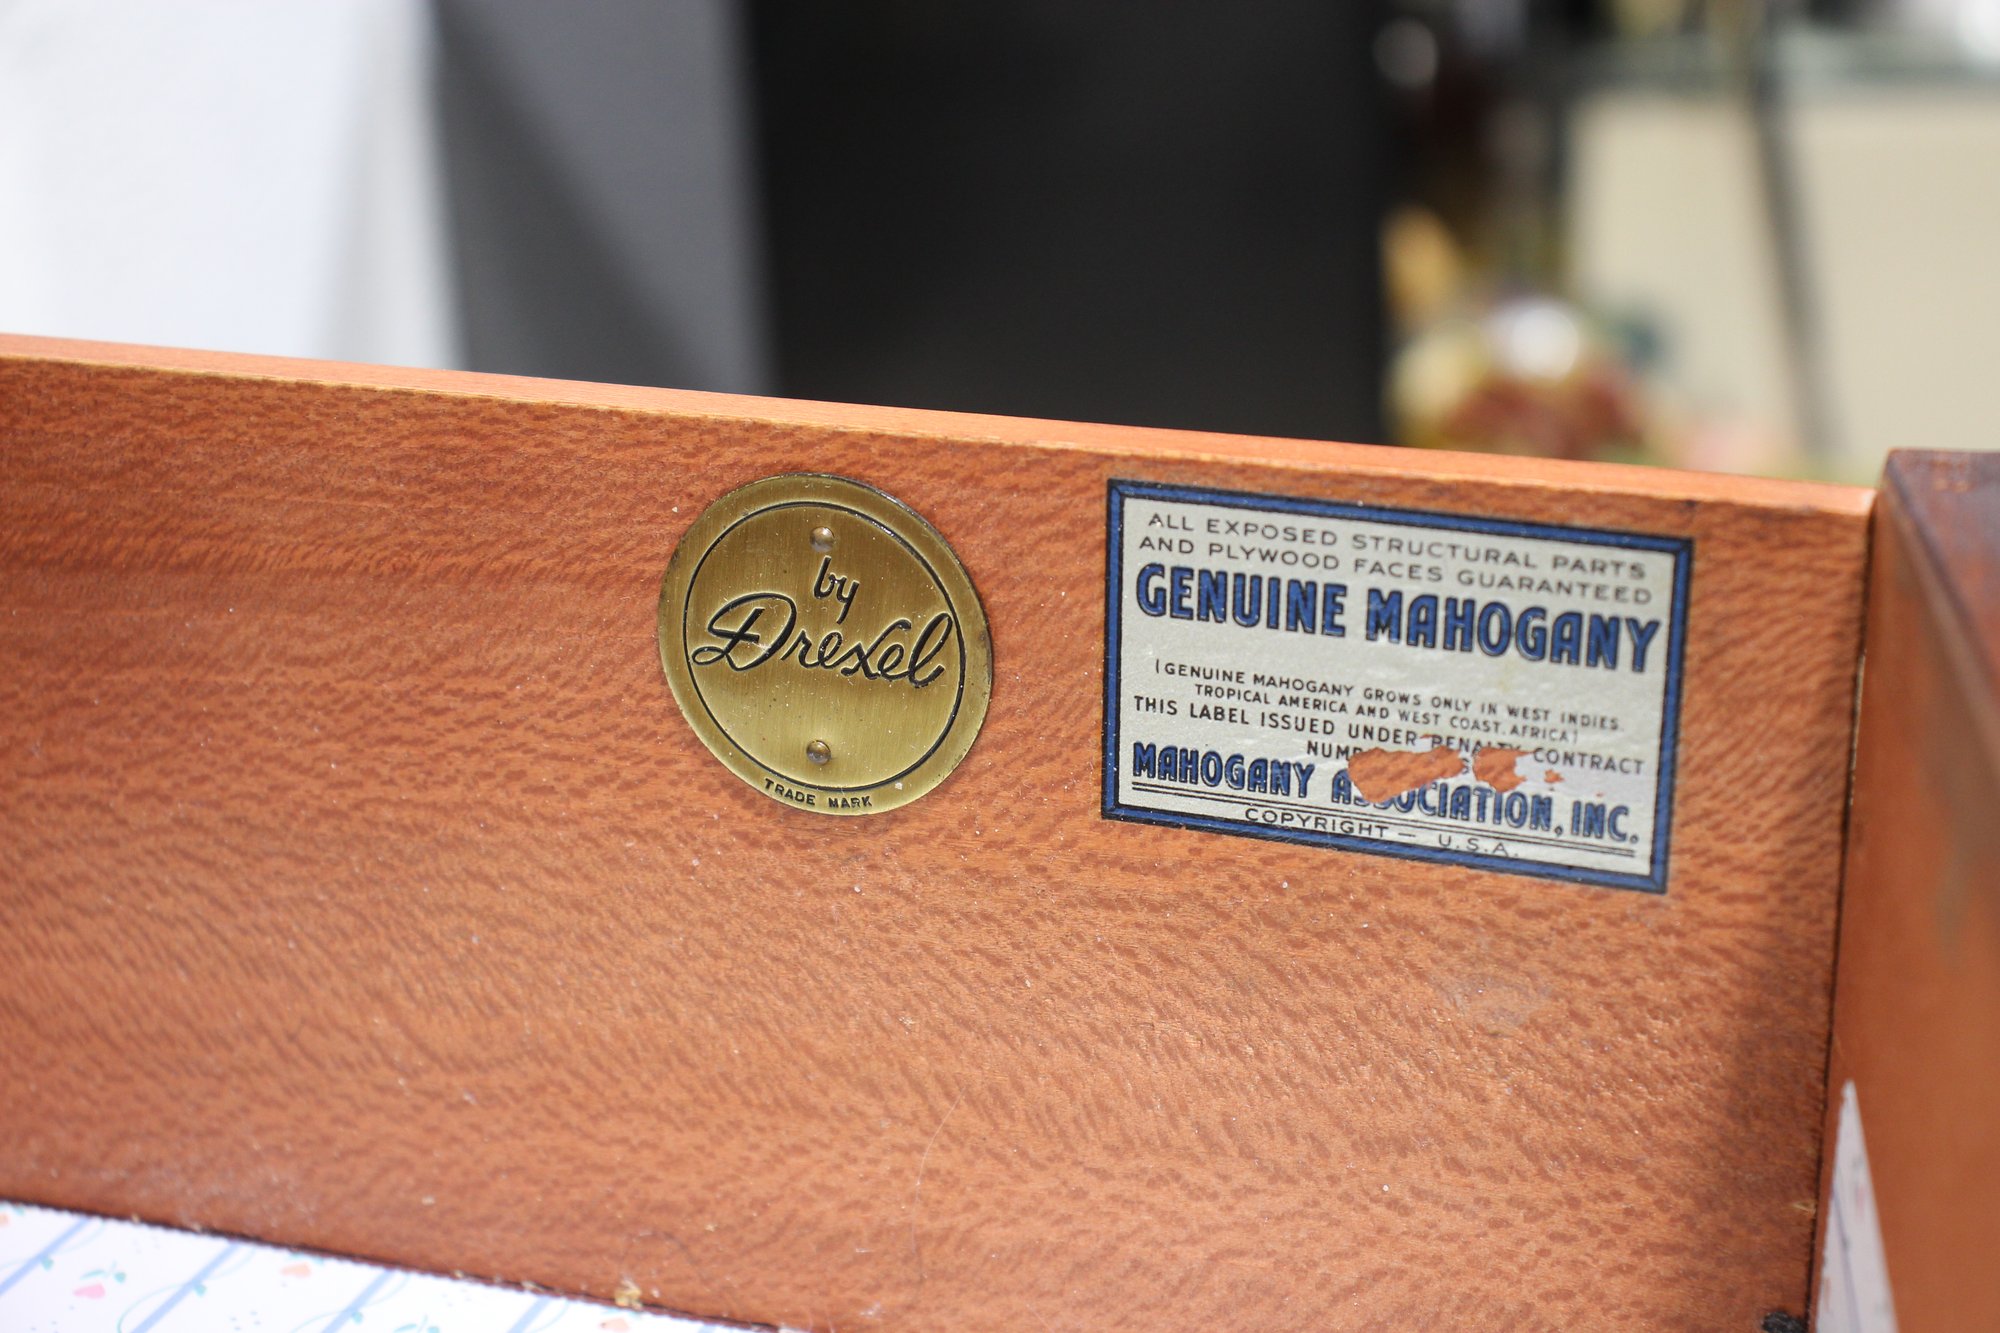 by
Drexel
TRADE MARK
ALL EXPOSED STRUCTURAL PARTS
AND PLYWOOD FACES GUARANTEED
GENUINE MAHOGANY
(GENUINE MAHOGANY GROWS ONLY IN WEST INDIES,
TROPICAL AMERICA AND WEST COAST, AFRICA)
THIS LABEL ISSUED UNDER PENALTY CONTRACT
MAHOGANY ASSOCIATION, INC.
COPYRIGHT — U.S.A.